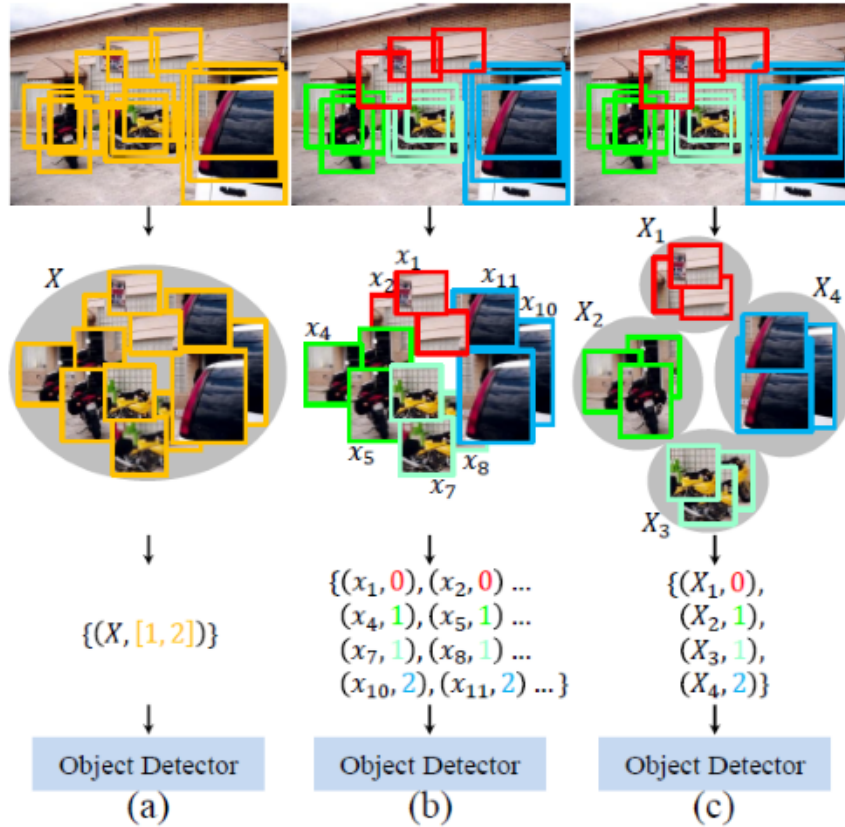 X
{(X, [1, 2])}
Object Detector
(a)
x₁
x₂
x₁₁
x₁₀
x₄
x₅
x₈
x₇
{(x₁, 0), (x₂, 0) ...
(x₄, 1), (x₅, 1) ...
(x₇, 1), (x₈, 1) ...
(x₁₀, 2), (x₁₁, 2) ... }
Object Detector
(b)
X₁
X₄
X₂
X₃
{(X₁, 0),
(X₂, 1),
(X₃, 1),
(X₄, 2)}
Object Detector
(c)